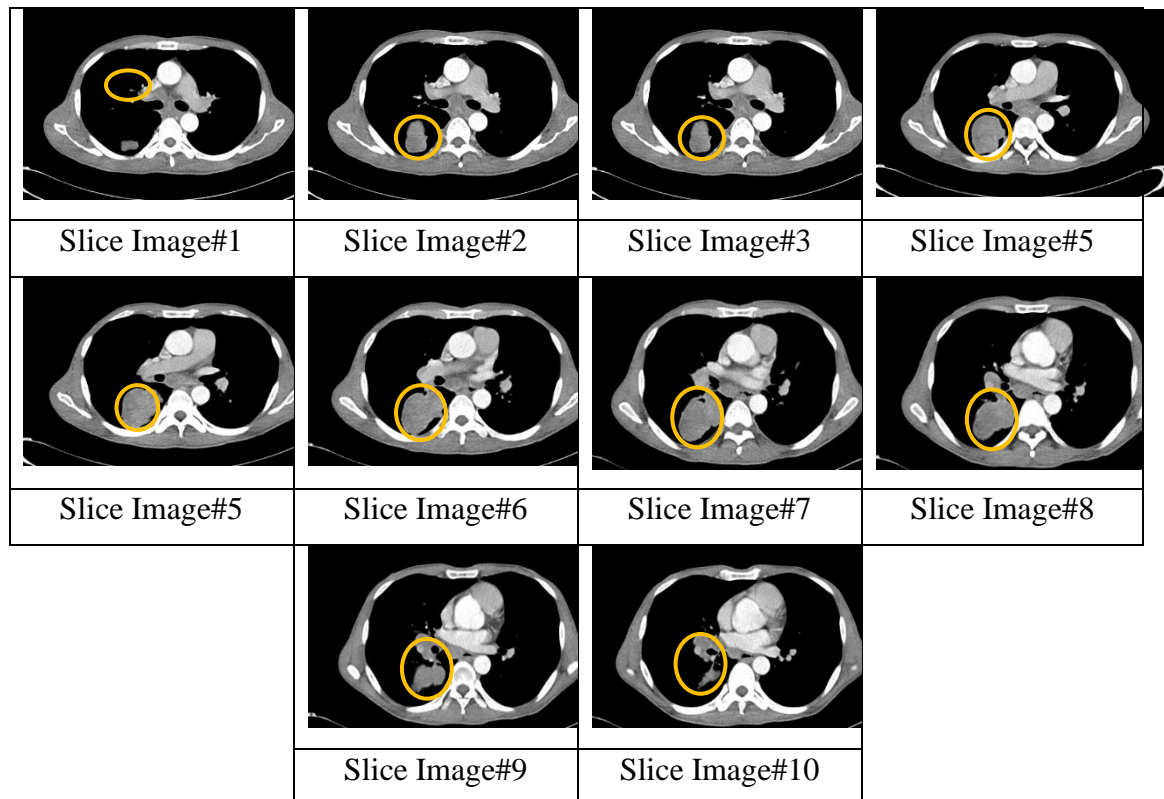 Slice Image#1
Slice Image#2
Slice Image#3
Slice Image#5
Slice Image#5
Slice Image#6
Slice Image#7
Slice Image#8
Slice Image#9
Slice Image#10